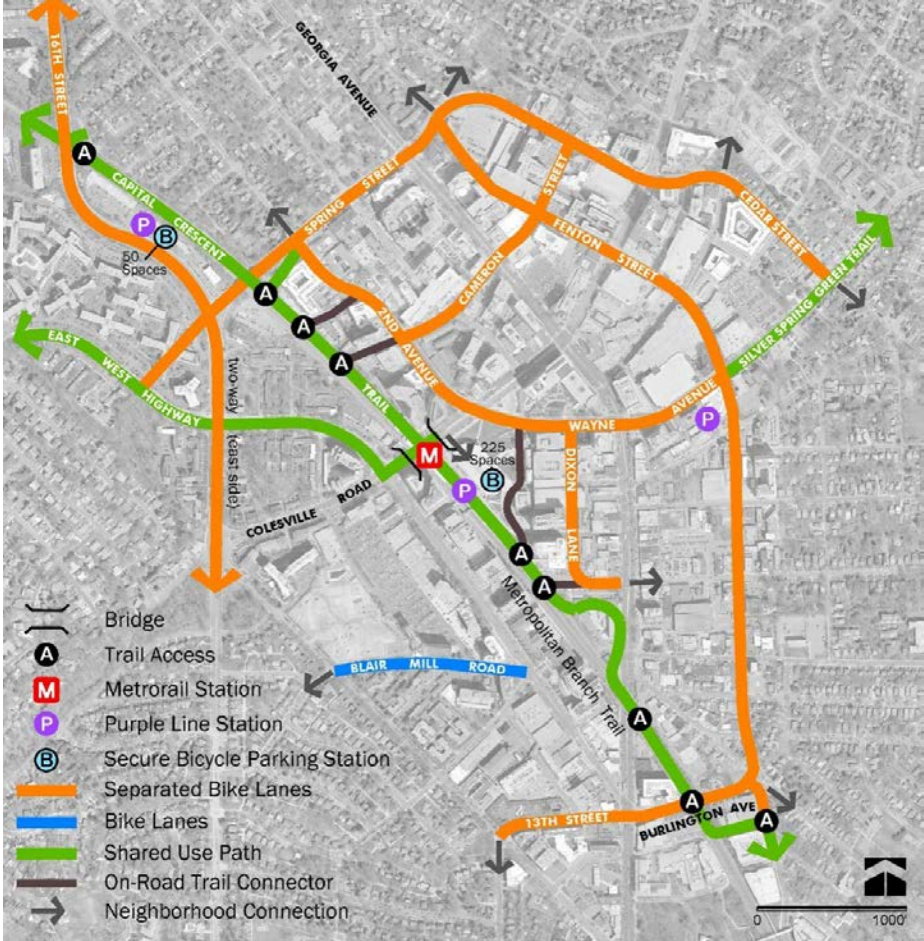 16TH STREET
GEORGIA AVENUE
A
CAPITAL CRESCENT TRAIL
P
B
50
Spaces
SPRING STREET
CAMERON STREET
FENTON STREET
CEDAR STREET
SILVER SPRING GREEN TRAIL
A
A
A
2ND AVENUE
EAST WEST HIGHWAY
two-way (east side)
WAYNE AVENUE
P
M
225
Spaces
B
P
DIXON LANE
COLESVILLE ROAD
A
A
Metropolitan Branch Trail
BLAIR MILL ROAD
A
A
BURLINGTON AVE
A
13TH STREET
Bridge
A Trail Access
M Metrorail Station
P Purple Line Station
B Secure Bicycle Parking Station
Separated Bike Lanes
Bike Lanes
Shared Use Path
On-Road Trail Connector
Neighborhood Connection
0 1000'